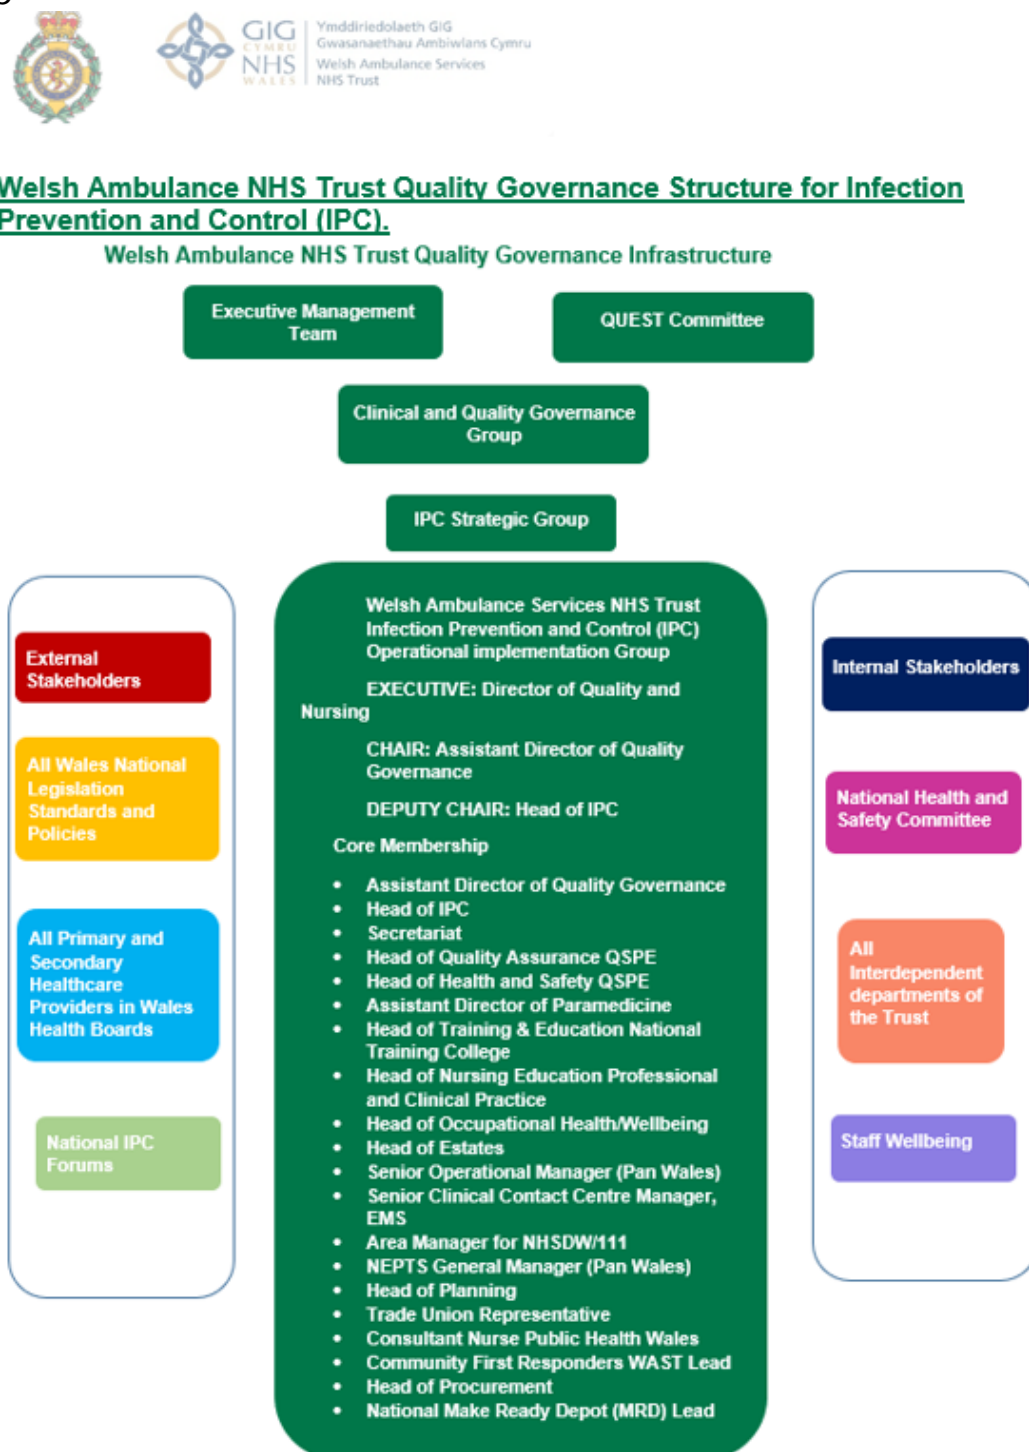 GIG
CYMRU
NHS
WALES
Ymddiriedolaeth GIG
Gwasanaethau Ambiwlans Cymru
Welsh Ambulance Services
NHS Trust
Welsh Ambulance NHS Trust Quality Governance Structure for Infection
Prevention and Control (IPC).
Welsh Ambulance NHS Trust Quality Governance Infrastructure
Executive Management
Team
QUEST Committee
Clinical and Quality Governance
Group
IPC Strategic Group
External
Stakeholders
All Wales National
Legislation
Standards and
Policies
All Primary and
Secondary
Healthcare
Providers in Wales
Health Boards
National IPC
Forums
Welsh Ambulance Services NHS Trust
Infection Prevention and Control (IPC)
Operational implementation Group
EXECUTIVE: Director of Quality and
Nursing
CHAIR: Assistant Director of Quality
Governance
DEPUTY CHAIR: Head of IPC
Core Membership
• Assistant Director of Quality Governance
• Head of IPC
• Secretariat
• Head of Quality Assurance QSPE
• Head of Health and Safety QSPE
• Assistant Director of Paramedicine
• Head of Training & Education National
Training College
• Head of Nursing Education Professional
and Clinical Practice
• Head of Occupational Health/Wellbeing
• Head of Estates
• Senior Operational Manager (Pan Wales)
• Senior Clinical Contact Centre Manager,
EMS
• Area Manager for NHSDW/111
• NEPTS General Manager (Pan Wales)
• Head of Planning
• Trade Union Representative
• Consultant Nurse Public Health Wales
• Community First Responders WAST Lead
• Head of Procurement
• National Make Ready Depot (MRD) Lead
Internal Stakeholders
National Health and
Safety Committee
All
Interdependent
departments of
the Trust
Staff Wellbeing